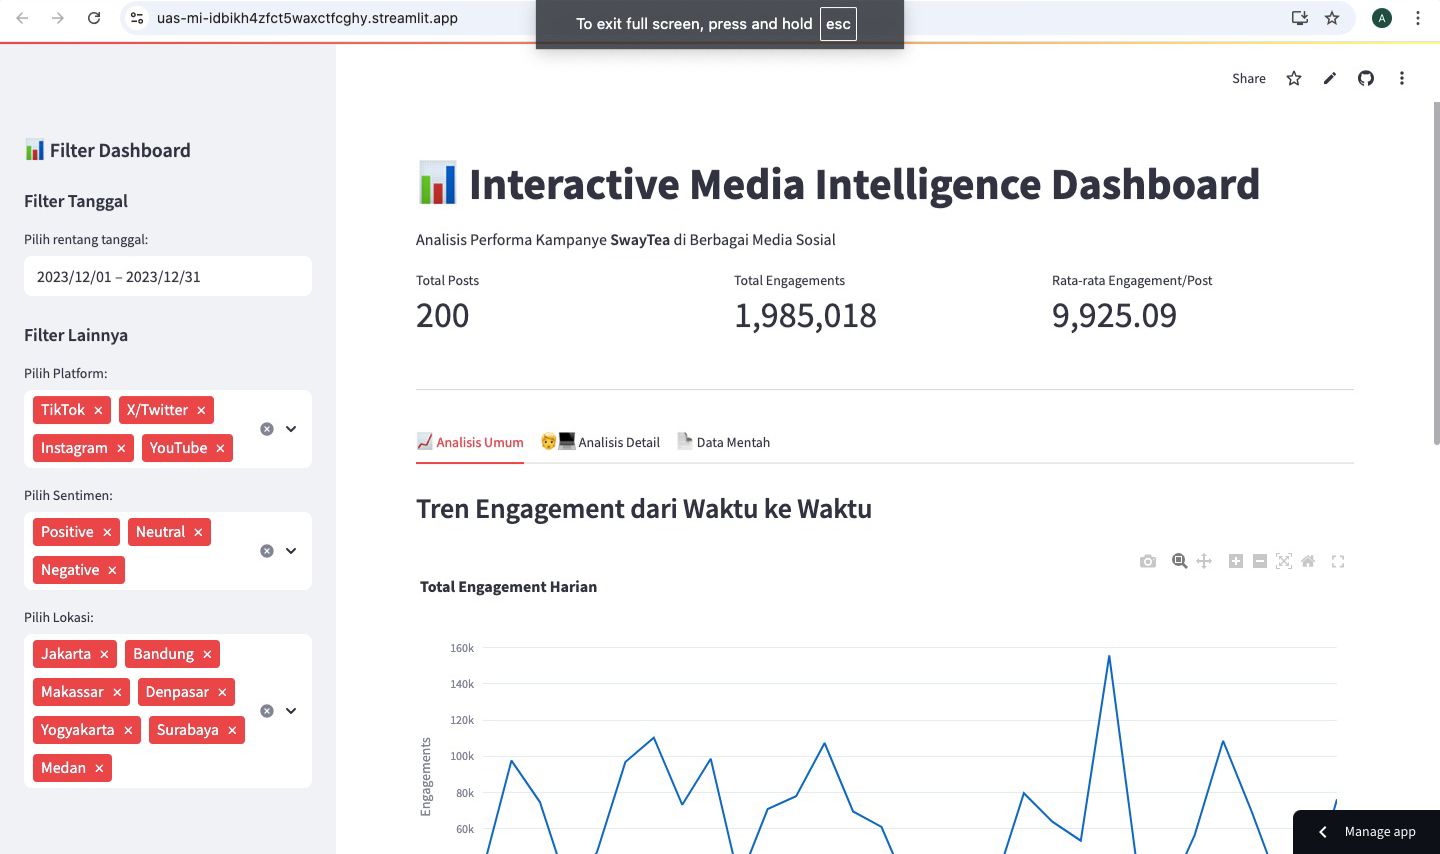 uas-mi-idbikh4zfct5waxctfcghy.streamlit.app
To exit full screen, press and hold esc
A
Share
Filter Dashboard
Filter Tanggal
Pilih rentang tanggal:
2023/12/01 – 2023/12/31
Filter Lainnya
Pilih Platform:
TikTok × X/Twitter ×
Instagram × YouTube ×
Pilih Sentimen:
Positive × Neutral ×
Negative ×
Pilih Lokasi:
Jakarta × Bandung ×
Makassar × Denpasar ×
Yogyakarta × Surabaya ×
Medan ×
Interactive Media Intelligence Dashboard
Analisis Performa Kampanye SwayTea di Berbagai Media Sosial
Total Posts
200
Total Engagements
1,985,018
Rata-rata Engagement/Post
9,925.09
Analisis Umum
Analisis Detail
Data Mentah
Tren Engagement dari Waktu ke Waktu
Total Engagement Harian
160k
140k
120k
100k
80k
60k
Engagements
Manage app